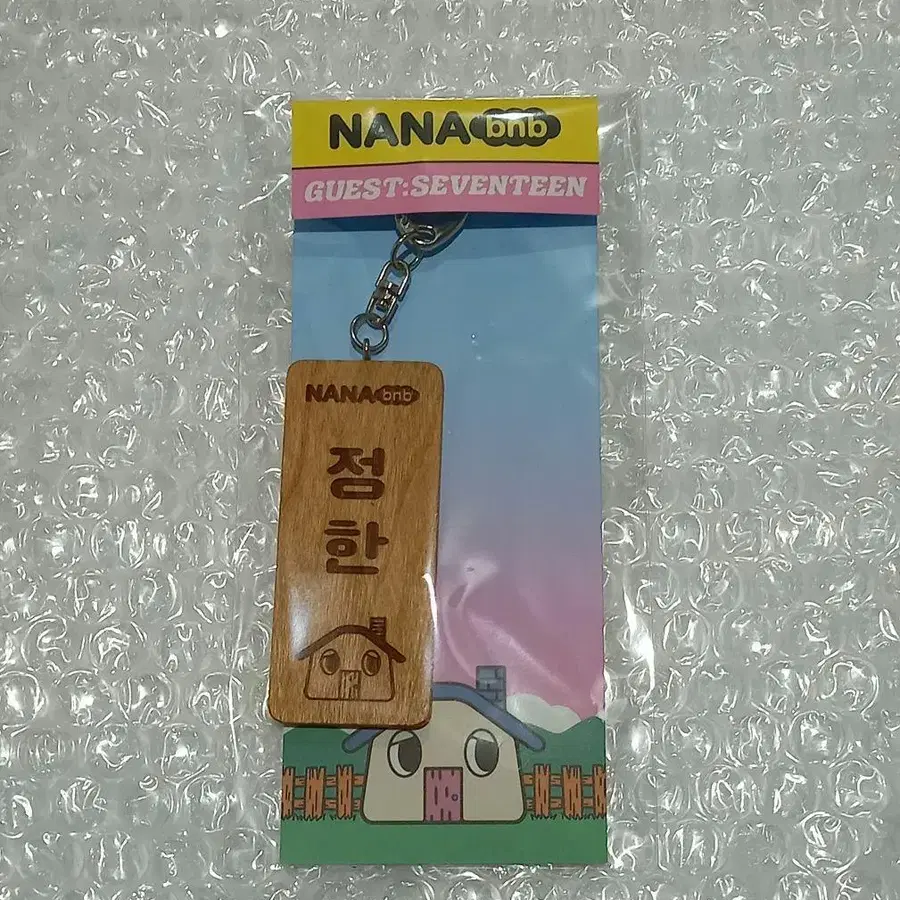 NANA bnb
GUEST:SEVENTEEN
NANA bnb
정
한